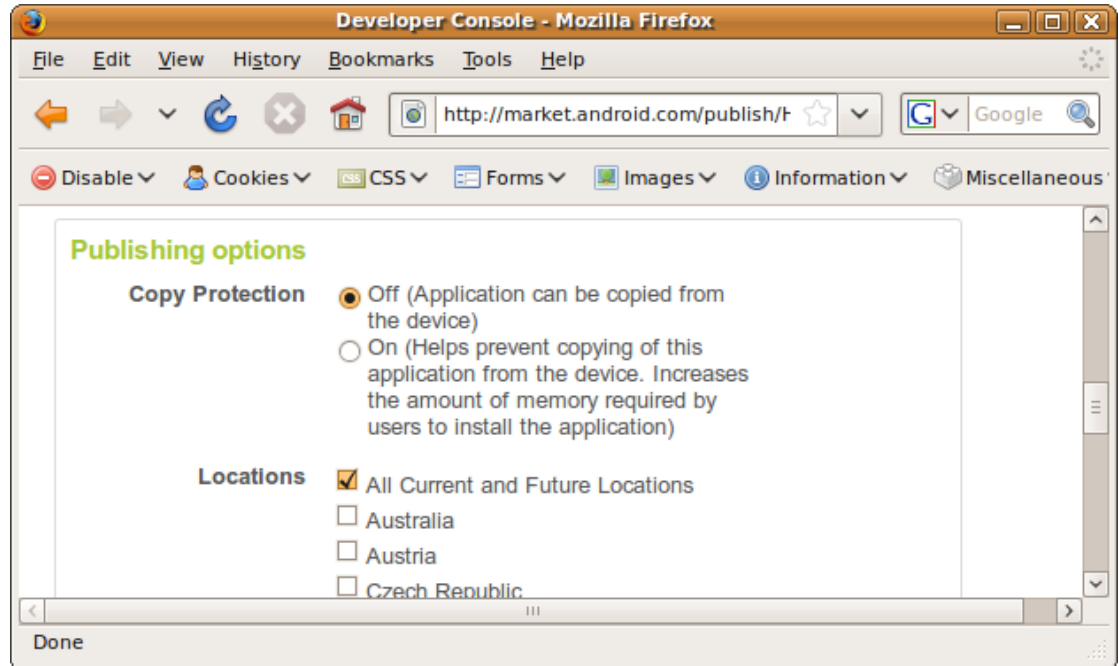 Developer Console - Mozilla Firefox
File Edit View History Bookmarks Tools Help
http://market.android.com/publish/H Google
Disable Cookies CSS CSS Forms Images Information Miscellaneous
Publishing options
Copy Protection Off (Application can be copied from
the device)
On (Helps prevent copying of this
application from the device. Increases
the amount of memory required by
users to install the application)
Locations All Current and Future Locations
Australia
Austria
Czech Republic
Done